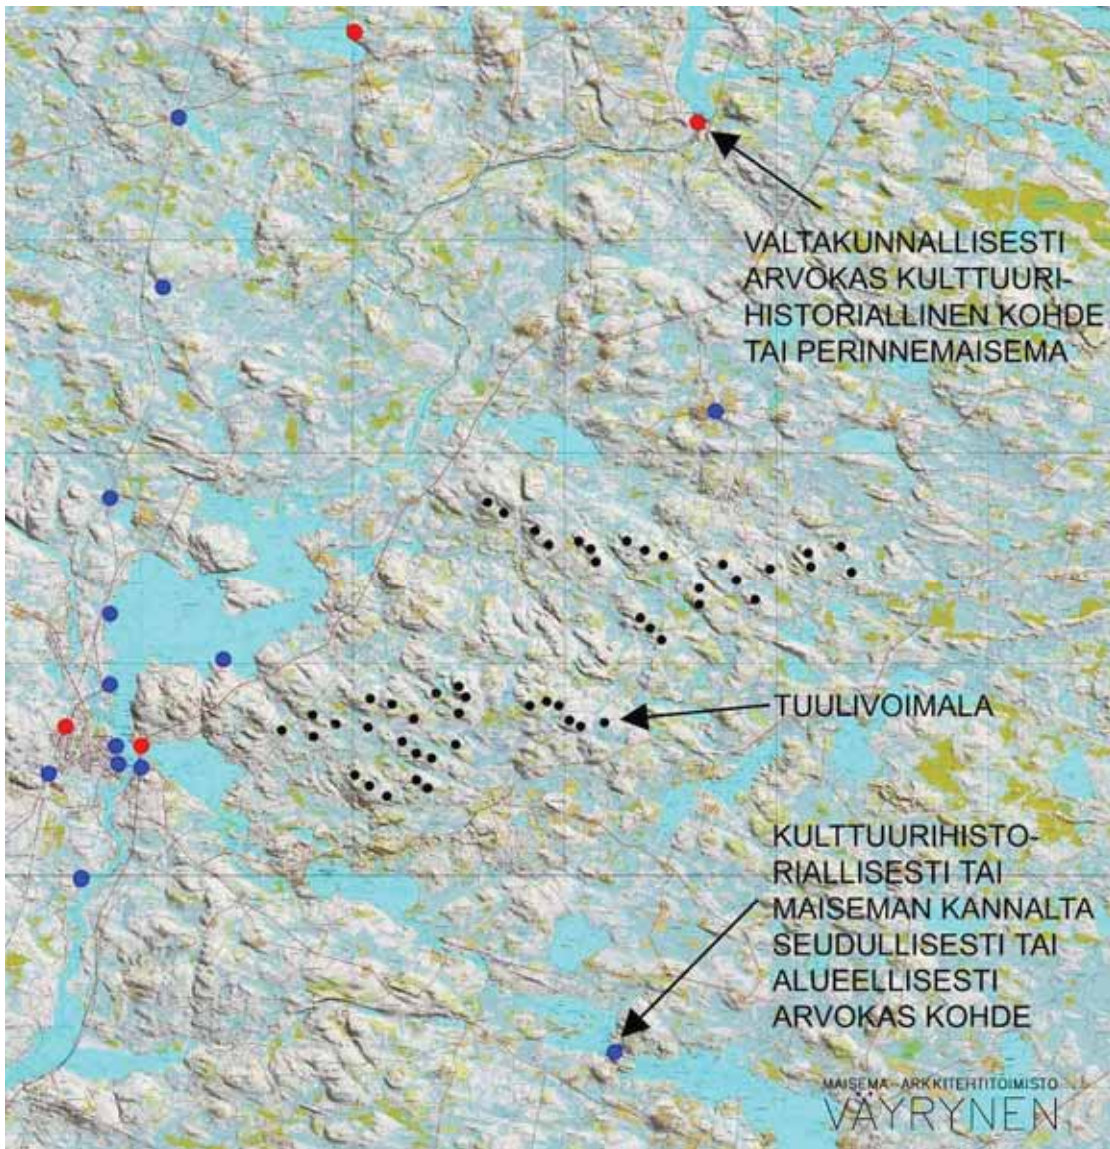 VALTAKUNNALLISESTI
ARVOKAS KULTTUURI-
HISTORIALLINEN KOHDE
TAI PERINNEMAISEMA
TUULIVOIMALA
KULTTUURIHISTO-
RIALLISESTI TAI
MAISEMAN KANNALTA
SEUDULLISESTI TAI
ALUEELLISESTI
ARVOKAS KOHDE
MAISEMA-ARKKITEHTITOIMISTO
VÄYRYNEN